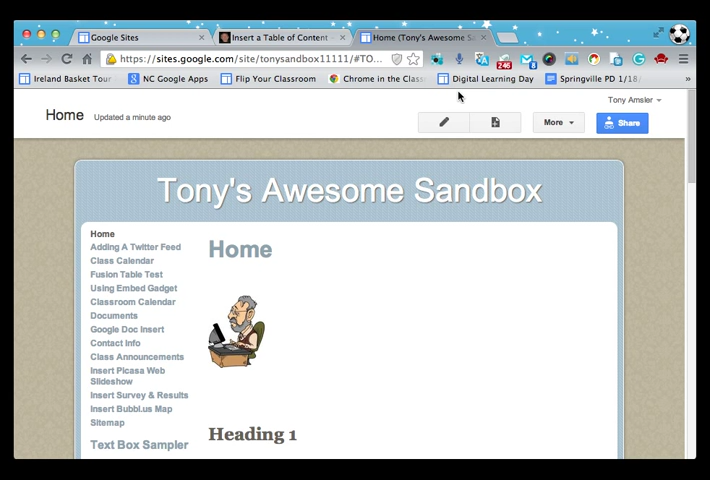 Google Sites
Insert a Table of Content
Home (Tony's Awesome Sa
https://sites.google.com/site/tonysandbox11111/#TO...
246
8
Ireland Basket Tour
NC Google Apps
Flip Your Classroom
Chrome in the Class
Digital Learning Day
Springville PD 1/18/
»
Tony Amsler
Home
Updated a minute ago
More
Share
Tony's Awesome Sandbox
Home
Adding A Twitter Feed
Class Calendar
Fusion Table Test
Using Embed Gadget
Classroom Calendar
Documents
Google Doc Insert
Contact Info
Class Announcements
Insert Picasa Web
Slideshow
Insert Survey & Results
Insert Bubbl.us Map
Sitemap
Text Box Sampler
Home
Heading 1